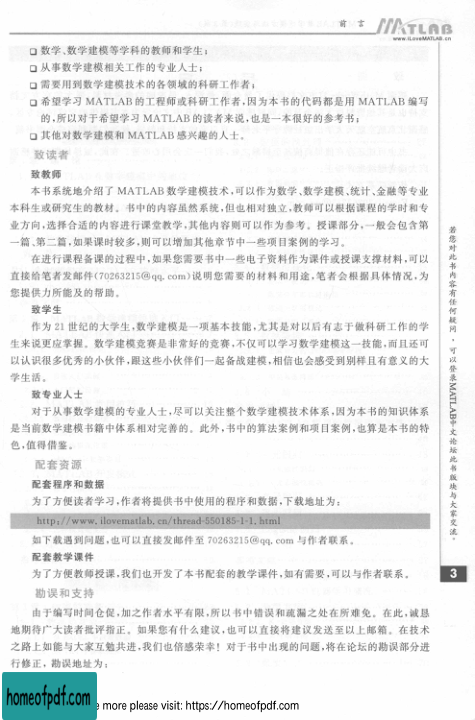 前 言
MATLAB
www.iLoveMATLAB.cn
□ 数学、数学建模等学科的教师和学生;
□ 从事数学建模相关工作的专业人士;
□ 需要用到数学建模技术的各领域的科研工作者;
□ 希望学习 MATLAB 的工程师或科研工作者,因为本书的代码都是用 MATLAB 编写
的,所以对于希望学习 MATLAB 的读者来说,也是一本很好的参考书;
□ 其他对数学建模和 MATLAB 感兴趣的人士。
致读者
致教师
本书系统地介绍了 MATLAB 数学建模技术,可以作为数学、数学建模、统计、金融等专业
本科生或研究生的教材。书中的内容虽然系统,但也相对独立,教师可以根据课程的学时和专
业方向,选择合适的内容进行课堂教学,其他内容则可以作为参考。授课部分,一般会包含第
一篇、第二篇,如果课时较多,则可以增加其他章节中一些项目案例的学习。
在进行课程备课的过程中,如果您需要书中一些电子资料作为课件或授课支撑材料,可以
直接给笔者发邮件(70263215@qq.com)说明您需要的材料和用途,笔者会根据具体情况,为
您提供力所能及的帮助。
致学生
作为 21 世纪的大学生,数学建模是一项基本技能,尤其是对以后有志于做科研工作的学
生来说更应掌握。数学建模竞赛是非常好的竞赛,不仅可以学习数学建模这一技能,而且还可
以认识很多优秀的小伙伴,跟这些小伙伴们一起备战建模,相信也会感受到别样且有意义的大
学生活。
致专业人士
对于从事数学建模的专业人士,尽可以关注整个数学建模技术体系,因为本书的知识体系
是当前数学建模书籍中体系相对完善的。此外,书中的算法案例和项目案例,也算是本书的特
色,值得借鉴。
配套资源
配套程序和数据
为了方便读者学习,作者将提供书中使用的程序和数据,下载地址为:
http://www.ilovematlab.cn/thread-550185-1-1.html
如下载遇到问题,也可以直接发邮件至 70263215@qq.com 与作者联系。
配套教学课件
为了方便教师授课,我们也开发了本书配套的教学课件,如有需要,可以与作者联系。
勘误和支持
由于编写时间仓促,加之作者水平有限,所以书中错误和疏漏之处在所难免。在此,诚恳
地期待广大读者批评指正。如果您有什么建议,也可以直接将建议发送至以上邮箱。在技术
之路上如能与大家互勉共进,我们也倍感荣幸!对于书中出现的问题,将在论坛的勘误部分进
行修正,勘误地址为:
若您对此书内容有任何疑问,可以登录MATLAB中文论坛此书版块与大家交流。
3
homeofpdf.com
e more please visit: https://homeofpdf.com